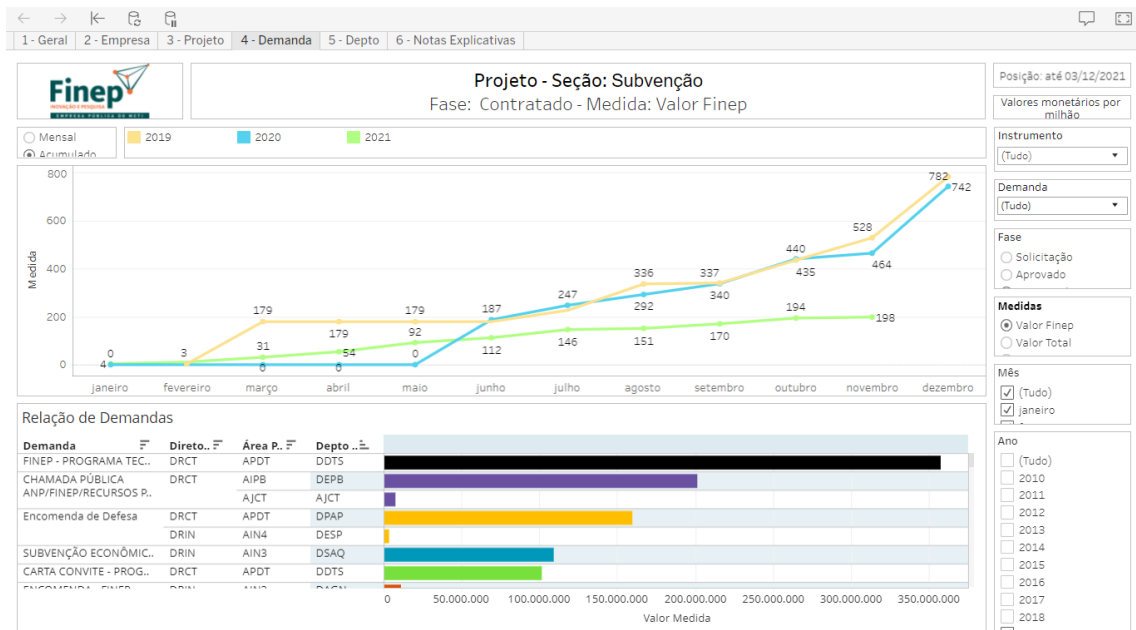 1 - Geral 2 - Empresa 3 - Projeto 4 - Demanda 5 - Depto 6 - Notas Explicativas
Finep
INOVAÇÃO E PESQUISA
EMPRESA PÚBLICA DO MCTI
Projeto - Seção: Subvenção
Fase: Contratado - Medida: Valor Finep
Posição: até 03/12/2021
Valores monetários por
milhão
Mensal
Acumulado
2019 2020 2021
Instrumento
(Tudo)
Demanda
(Tudo)
Fase
Solicitação
Aprovado
Medidas
Valor Finep
Valor Total
Mês
(Tudo)
janeiro
Ano
(Tudo)
2010
2011
2012
2013
2014
2015
2016
2017
2018
Medida
800
600
400
200
0
0
4
3
179
31
0
179
54
0
179
92
0
187
112
247
146
336
292
151
337
340
170
440
435
194
528
464
198
782
742
janeiro fevereiro março abril maio junho julho agosto setembro outubro novembro dezembro
Relação de Demandas
Demanda Direto.. Área P.. Depto ..
FINEP - PROGRAMA TEC.. DRCT APDT DDTS
CHAMADA PÚBLICA DRCT AIPB DEPB
ANP/FINEP/RECURSOS P.. AJCT AJCT
Encomenda de Defesa DRCT APDT DPAP
DRIN AIN4 DESP
SUBVENÇÃO ECONÔMIC.. DRIN AIN3 DSAQ
CARTA CONVITE - PROG.. DRCT APDT DDTS
0 50.000.000 100.000.000 150.000.000 200.000.000 250.000.000 300.000.000 350.000.000
Valor Medida